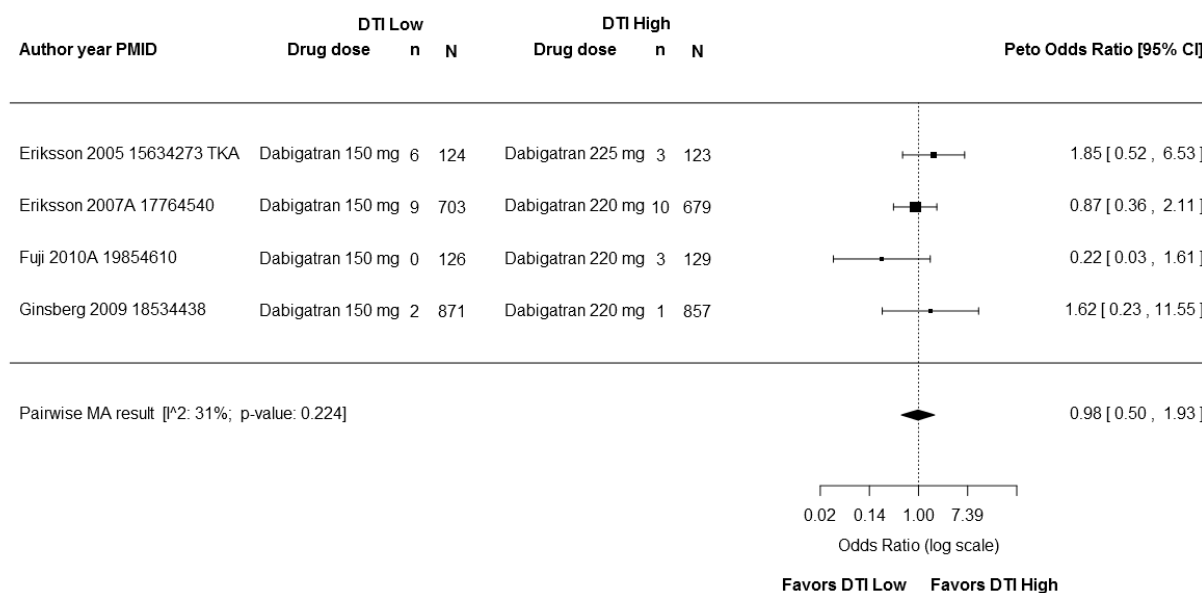 DTI Low DTI High
Author year PMID Drug dose n N Drug dose n N Peto Odds Ratio [95% CI]
Eriksson 2005 15634273 TKA Dabigatran 150 mg 6 124 Dabigatran 225 mg 3 123 1.85 [ 0.52 , 6.53 ]
Eriksson 2007A 17764540 Dabigatran 150 mg 9 703 Dabigatran 220 mg 10 679 0.87 [ 0.36 , 2.11 ]
Fuji 2010A 19854610 Dabigatran 150 mg 0 126 Dabigatran 220 mg 3 129 0.22 [ 0.03 , 1.61 ]
Ginsberg 2009 18534438 Dabigatran 150 mg 2 871 Dabigatran 220 mg 1 857 1.62 [ 0.23 , 11.55 ]
Pairwise MA result [I^2: 31%; p-value: 0.224] 0.98 [ 0.50 , 1.93 ]
0.02 0.14 1.00 7.39
Odds Ratio (log scale)
Favors DTI Low Favors DTI High